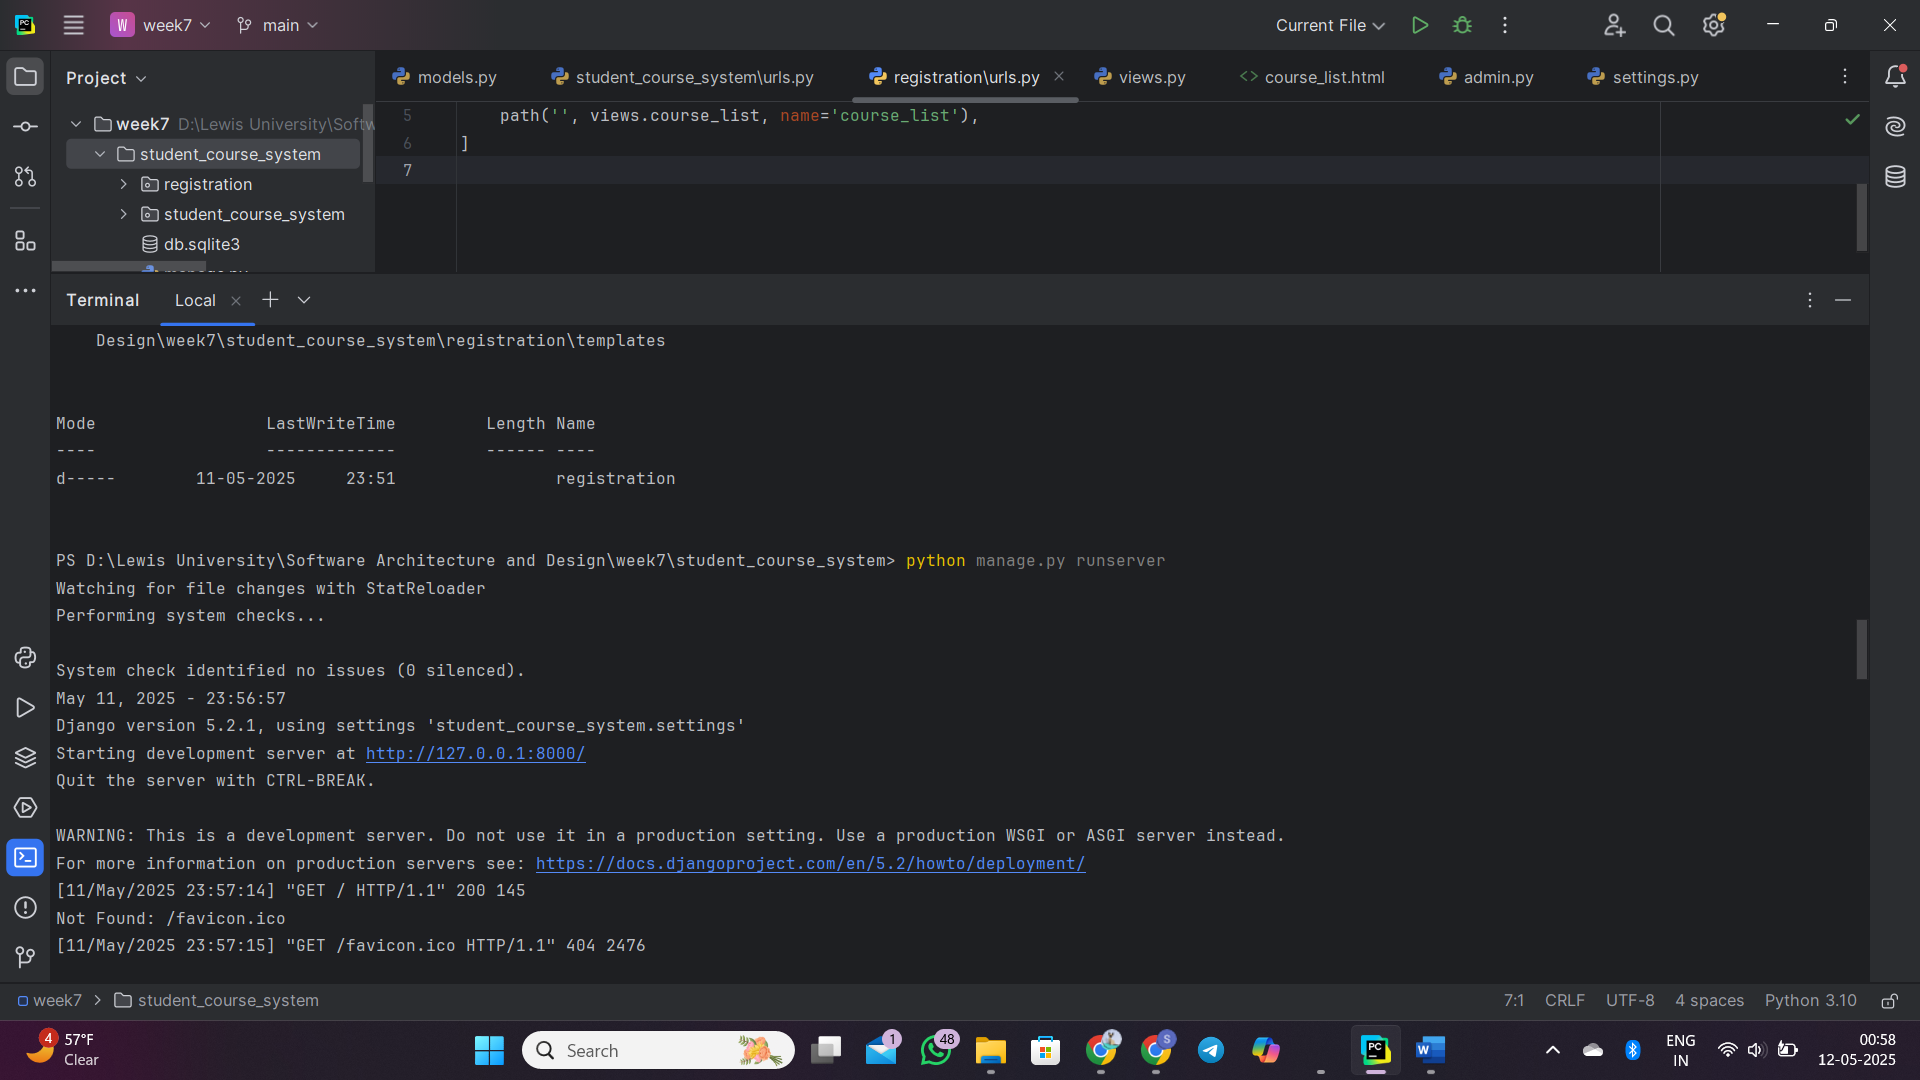 PC
W
week7
main
Current File
Project
models.py
student_course_system\urls.py
registration\urls.py
views.py
course_list.html
admin.py
settings.py
week7 D:\Lewis University\Softw
student_course_system
registration
student_course_system
db.sqlite3
5 path('', views.course_list, name='course_list'),
6 ]
7
Terminal
Local
Design\week7\student_course_system\registration\templates
Mode LastWriteTime Length Name
---- ------------- ------ ----
d----- 11-05-2025 23:51 registration
PS D:\Lewis University\Software Architecture and Design\week7\student_course_system> python manage.py runserver
Watching for file changes with StatReloader
Performing system checks...
System check identified no issues (0 silenced).
May 11, 2025 - 23:56:57
Django version 5.2.1, using settings 'student_course_system.settings'
Starting development server at http://127.0.0.1:8000/
Quit the server with CTRL-BREAK.
WARNING: This is a development server. Do not use it in a production setting. Use a production WSGI or ASGI server instead.
For more information on production servers see: https://docs.djangoproject.com/en/5.2/howto/deployment/
[11/May/2025 23:57:14] "GET / HTTP/1.1" 200 145
Not Found: /favicon.ico
[11/May/2025 23:57:15] "GET /favicon.ico HTTP/1.1" 404 2476
week7 > student_course_system
7:1 CRLF UTF-8 4 spaces Python 3.10
4
57°F
Clear
Search
1
48
S
PC
W
ENG
IN
00:58
12-05-2025